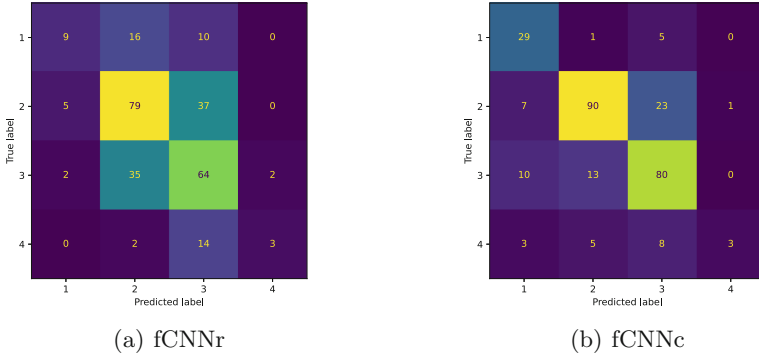 1 9 16 10 0
2 5 79 37 0
3 2 35 64 2
4 0 2 14 3
True label
1 2 3 4
Predicted label
(a) fCNNr
1 29 1 5 0
2 7 90 23 1
3 10 13 80 0
4 3 5 8 3
True label
1 2 3 4
Predicted label
(b) fCNNc